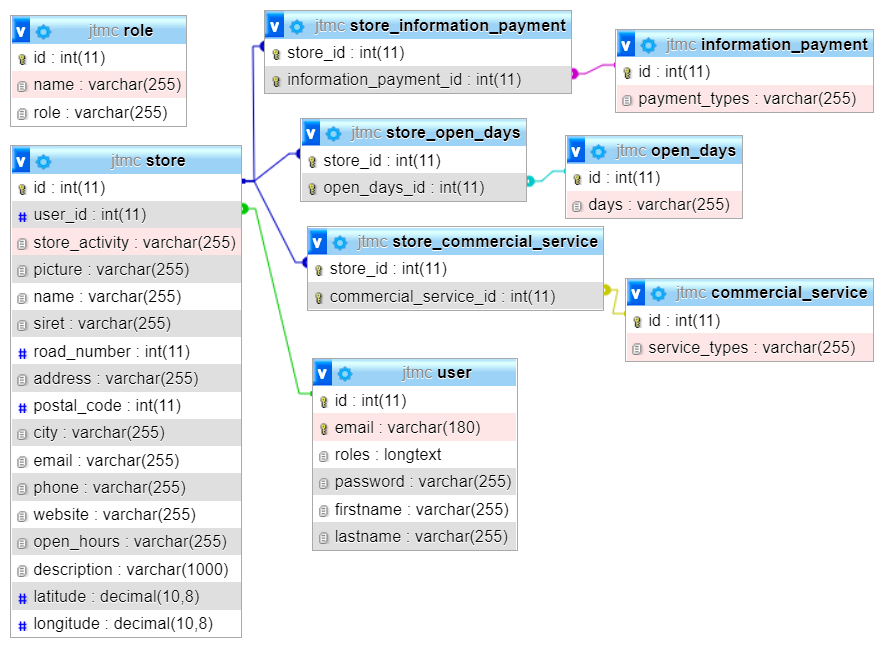 v jtmc role
id : int(11)
name : varchar(255)
role : varchar(255)
v jtmc store
id : int(11)
# user_id : int(11)
store_activity : varchar(255)
picture : varchar(255)
name : varchar(255)
siret : varchar(255)
# road_number : int(11)
address : varchar(255)
# postal_code : int(11)
city : varchar(255)
email : varchar(255)
phone : varchar(255)
website : varchar(255)
open_hours : varchar(255)
description : varchar(1000)
# latitude : decimal(10,8)
# longitude : decimal(10,8)
v jtmc store_information_payment
store_id : int(11)
information_payment_id : int(11)
v jtmc information_payment
id : int(11)
payment_types : varchar(255)
v jtmc store_open_days
store_id : int(11)
open_days_id : int(11)
v jtmc open_days
id : int(11)
days : varchar(255)
v jtmc store_commercial_service
store_id : int(11)
commercial_service_id : int(11)
v jtmc commercial_service
id : int(11)
service_types : varchar(255)
v jtmc user
id : int(11)
email : varchar(180)
roles : longtext
password : varchar(255)
firstname : varchar(255)
lastname : varchar(255)